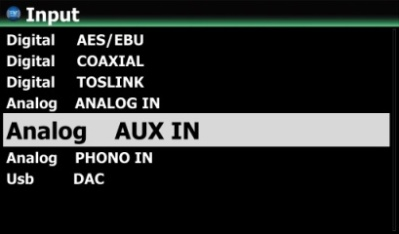 Input
Digital AES/EBU
Digital COAXIAL
Digital TOSLINK
Analog ANALOG IN
Analog AUX IN
Analog PHONO IN
Usb DAC